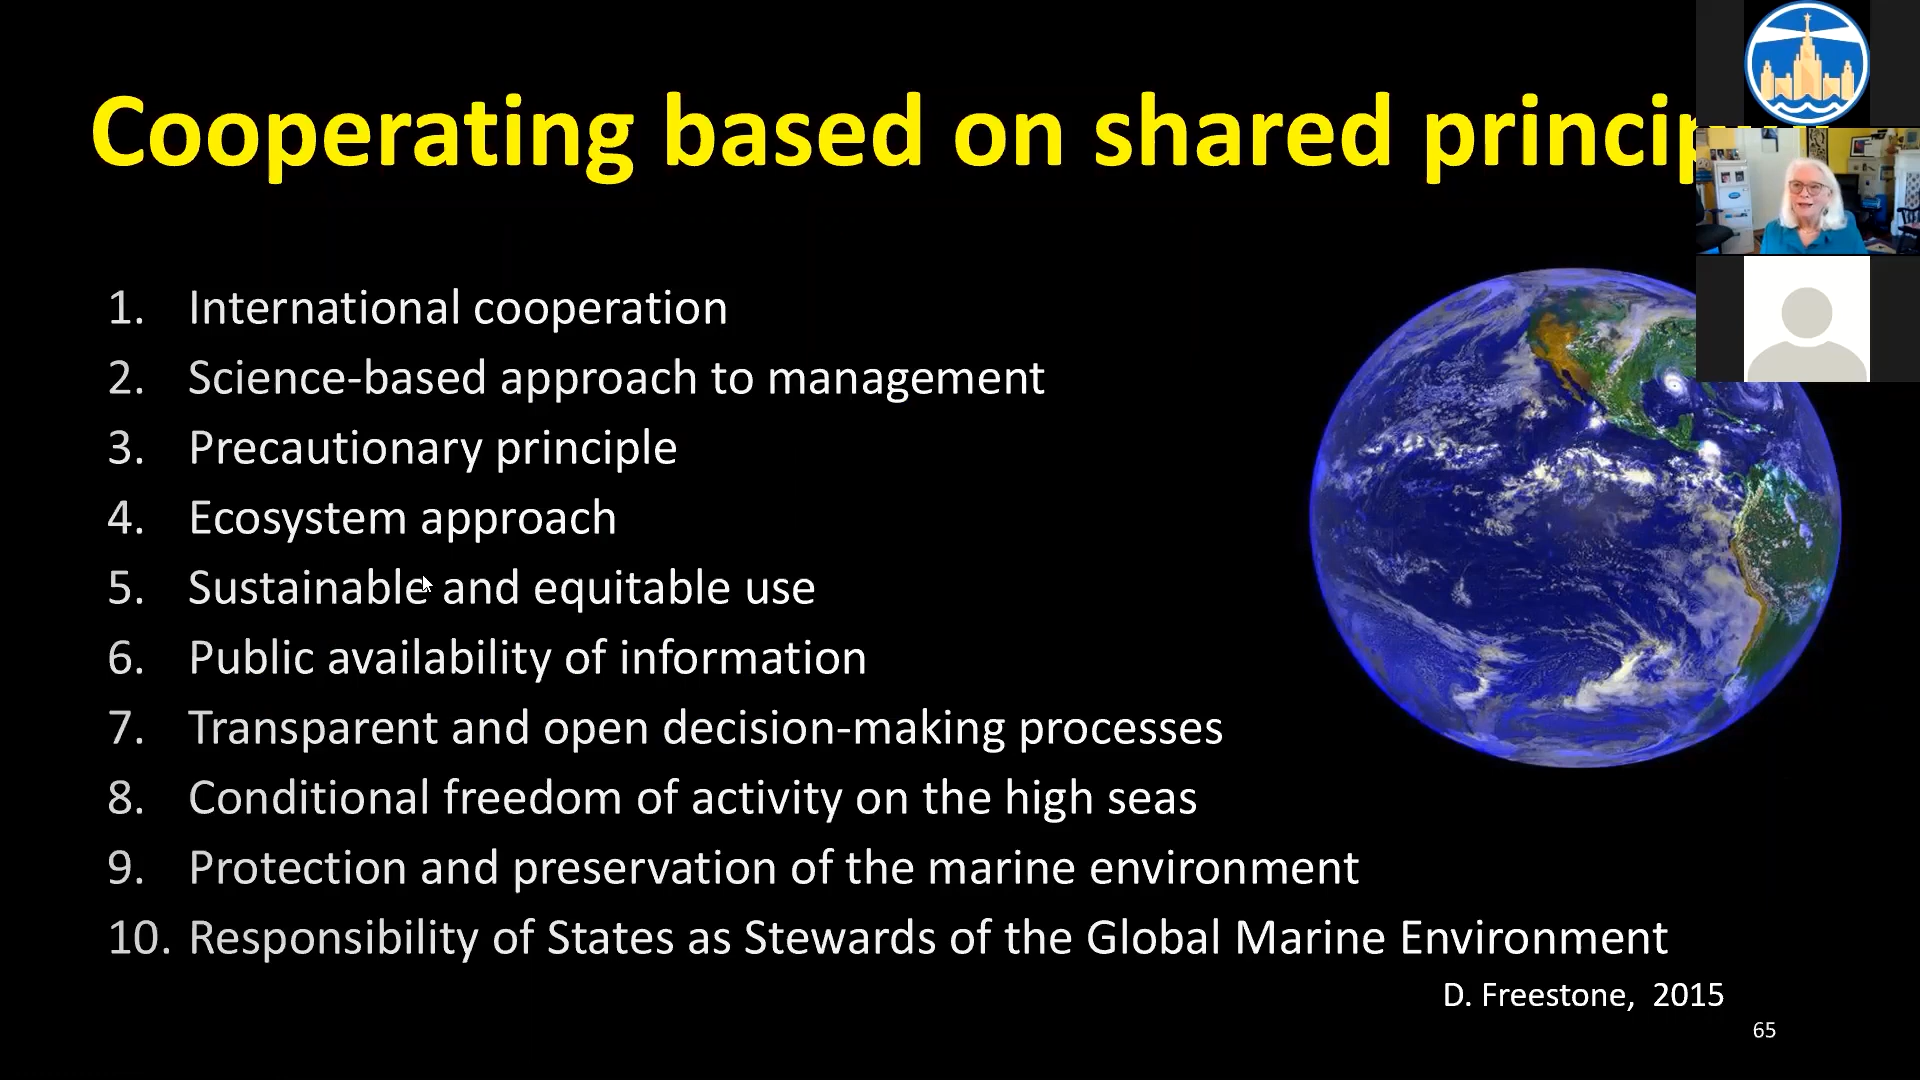 Cooperating based on shared princip
1. International cooperation
2. Science-based approach to management
3. Precautionary principle
4. Ecosystem approach
5. Sustainable and equitable use
6. Public availability of information
7. Transparent and open decision-making processes
8. Conditional freedom of activity on the high seas
9. Protection and preservation of the marine environment
10. Responsibility of States as Stewards of the Global Marine Environment
D. Freestone, 2015
65